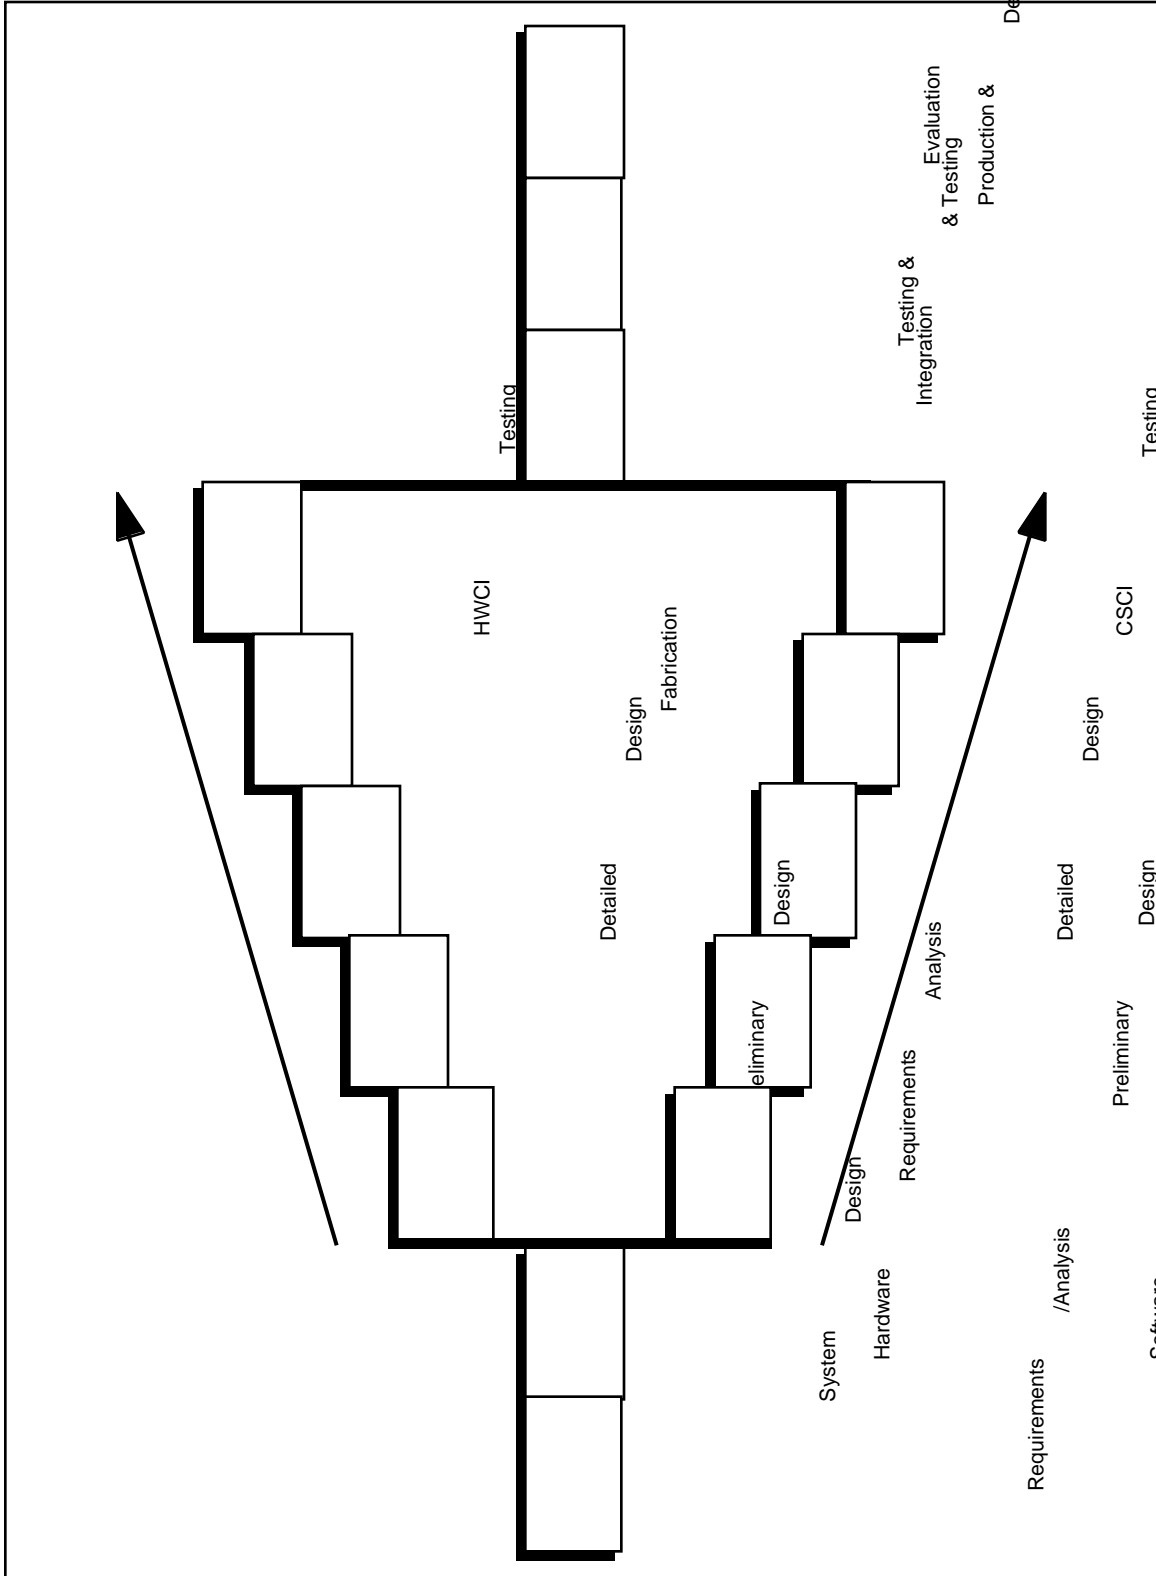 HWCI
Testing
Detailed
Design
Fabrication
eliminary
Design
System
Design
Hardware
Requirements
Analysis
Testing &
Integration
Evaluation
& Testing
Production &
De
Requirements
/Analysis
Detailed
Design
Preliminary
Design
CSCI
Testing